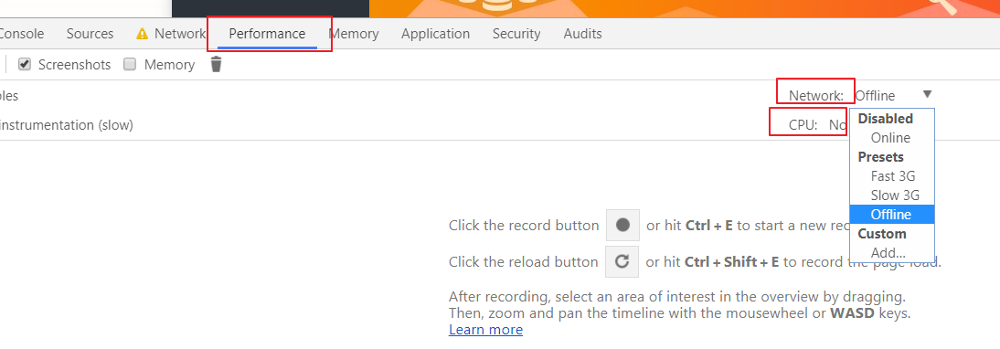 Console Sources Network Performance Memory Application Security Audits
Screenshots Memory
Network: Offline
instrumentation (slow) CPU: No
Disabled
Online
Presets
Fast 3G
Slow 3G
Offline
Custom
Add...
Click the record button or hit Ctrl + E to start a new
Click the reload button or hit Ctrl + Shift + E to record the page load.
After recording, select an area of interest in the overview by dragging.
Then, zoom and pan the timeline with the mousewheel or WASD keys.
Learn more